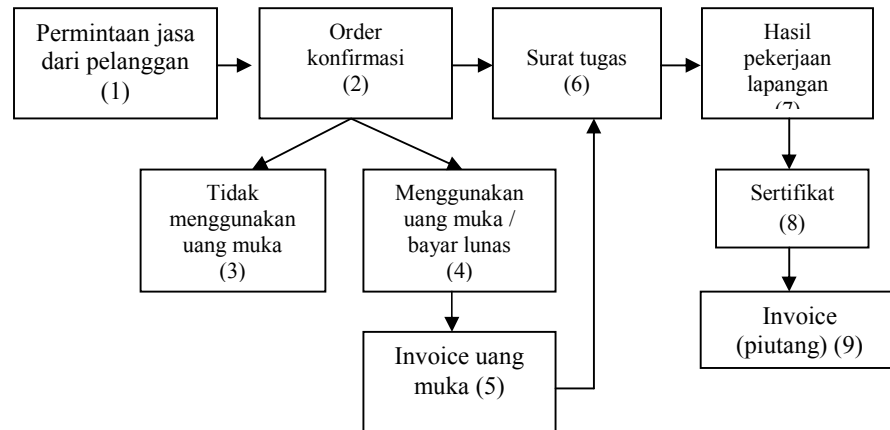 Permintaan jasa
dari pelanggan
(1)
Order
konfirmasi
(2)
Surat tugas
(6)
Hasil
pekerjaan
lapangan
(7)
Tidak
menggunakan
uang muka
(3)
Menggunakan
uang muka /
bayar lunas
(4)
Sertifikat
(8)
Invoice uang
muka (5)
Invoice
(piutang) (9)